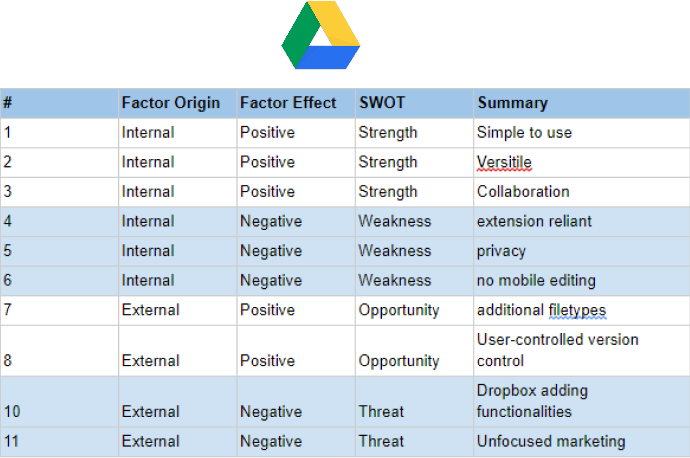 # Factor Origin Factor Effect SWOT Summary
1 Internal Positive Strength Simple to use
2 Internal Positive Strength Versitile
3 Internal Positive Strength Collaboration
4 Internal Negative Weakness extension reliant
5 Internal Negative Weakness privacy
6 Internal Negative Weakness no mobile editing
7 External Positive Opportunity additional filetypes
User-controlled version
8 External Positive Opportunity control
Dropbox adding
10 External Negative Threat functionalities
11 External Negative Threat Unfocused marketing